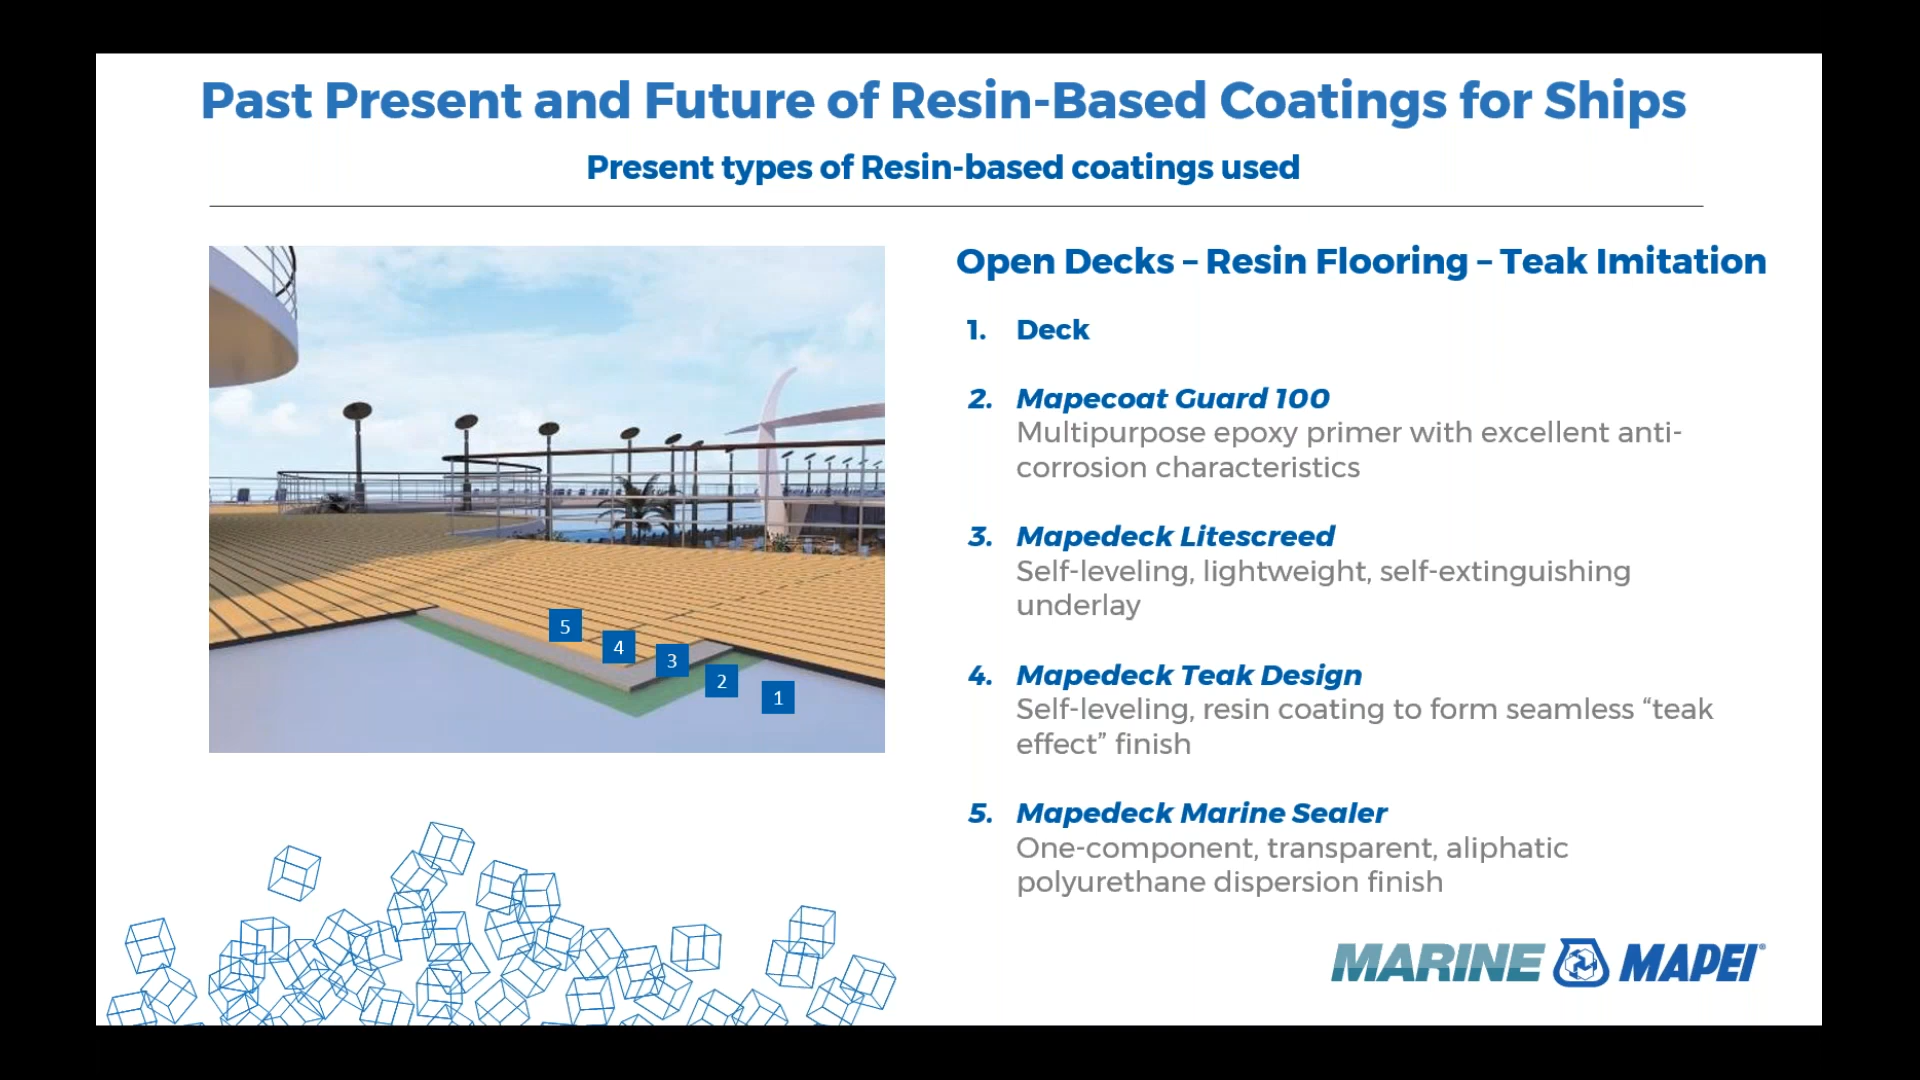 Past Present and Future of Resin-Based Coatings for Ships
Present types of Resin-based coatings used
Open Decks – Resin Flooring – Teak Imitation
1. Deck
2. Mapecoat Guard 100
Multipurpose epoxy primer with excellent anti-
corrosion characteristics
3. Mapedeck Litescreed
Self-leveling, lightweight, self-extinguishing
underlay
4. Mapedeck Teak Design
Self-leveling, resin coating to form seamless “teak
effect” finish
5. Mapedeck Marine Sealer
One-component, transparent, aliphatic
polyurethane dispersion finish
5
4
3
2
1
MARINE MAPEI®